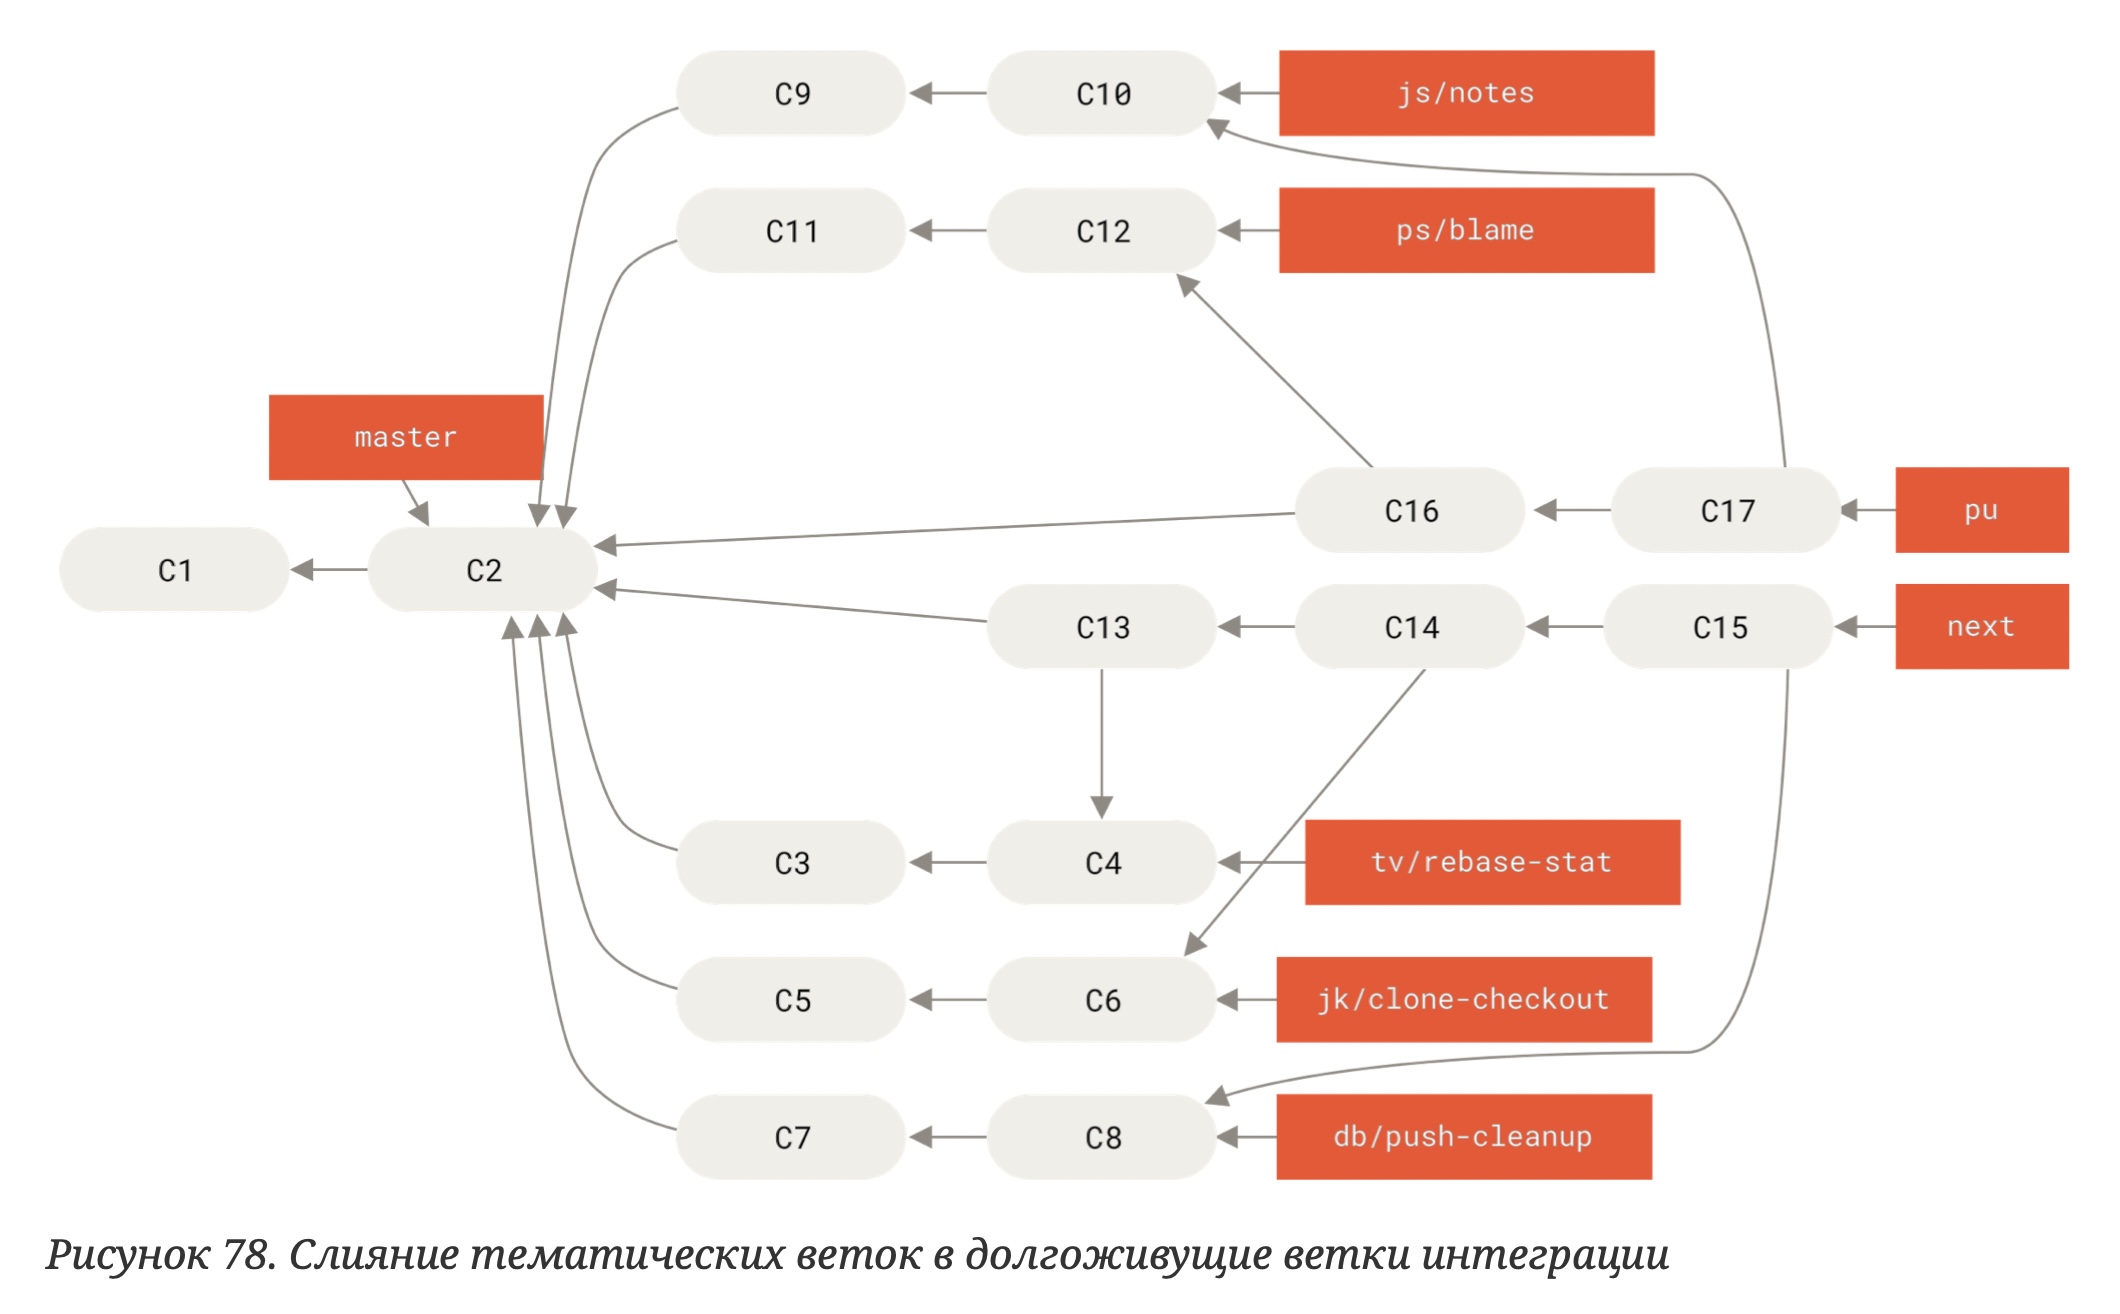 C9 C10 js/notes
C11 C12 ps/blame
master
C16 C17 pu
C1 C2
C13 C14 C15 next
C3 C4 tv/rebase-stat
C5 C6 jk/clone-checkout
C7 C8 db/push-cleanup
Рисунок 78. Слияние тематических веток в долгоживущие ветки интеграции